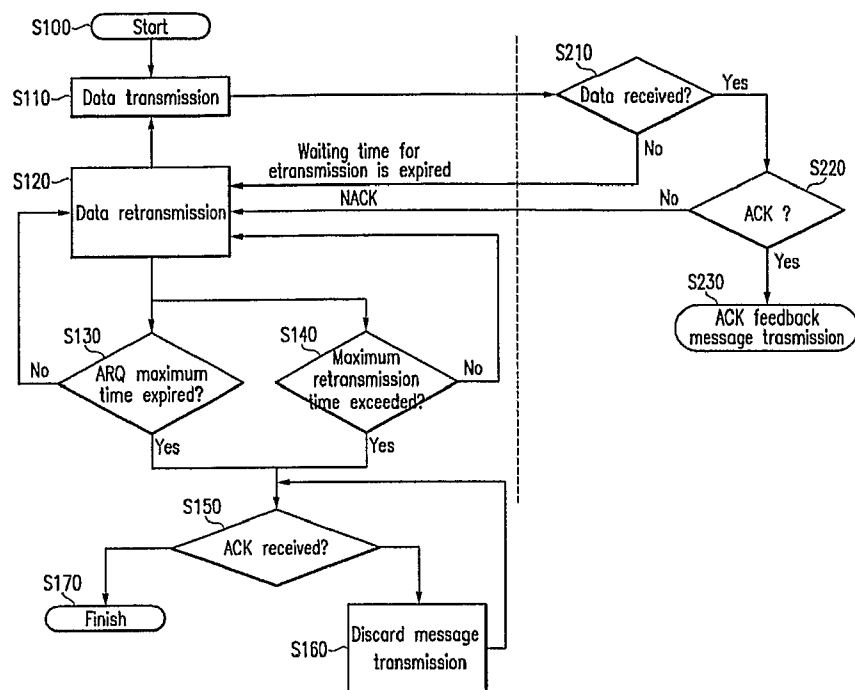 S100
Start
S110
Data transmission
S210
Data received?
Yes
No
Waiting time for
etransmission is expired
S120
Data retransmission
NACK
No
S220
ACK ?
Yes
S230
ACK feedback
message trasmission
S130
ARQ maximum
time expired?
No
Yes
S140
Maximum
retransmission
time exceeded?
No
Yes
S150
ACK received?
S170
Finish
S160
Discard message
transmission